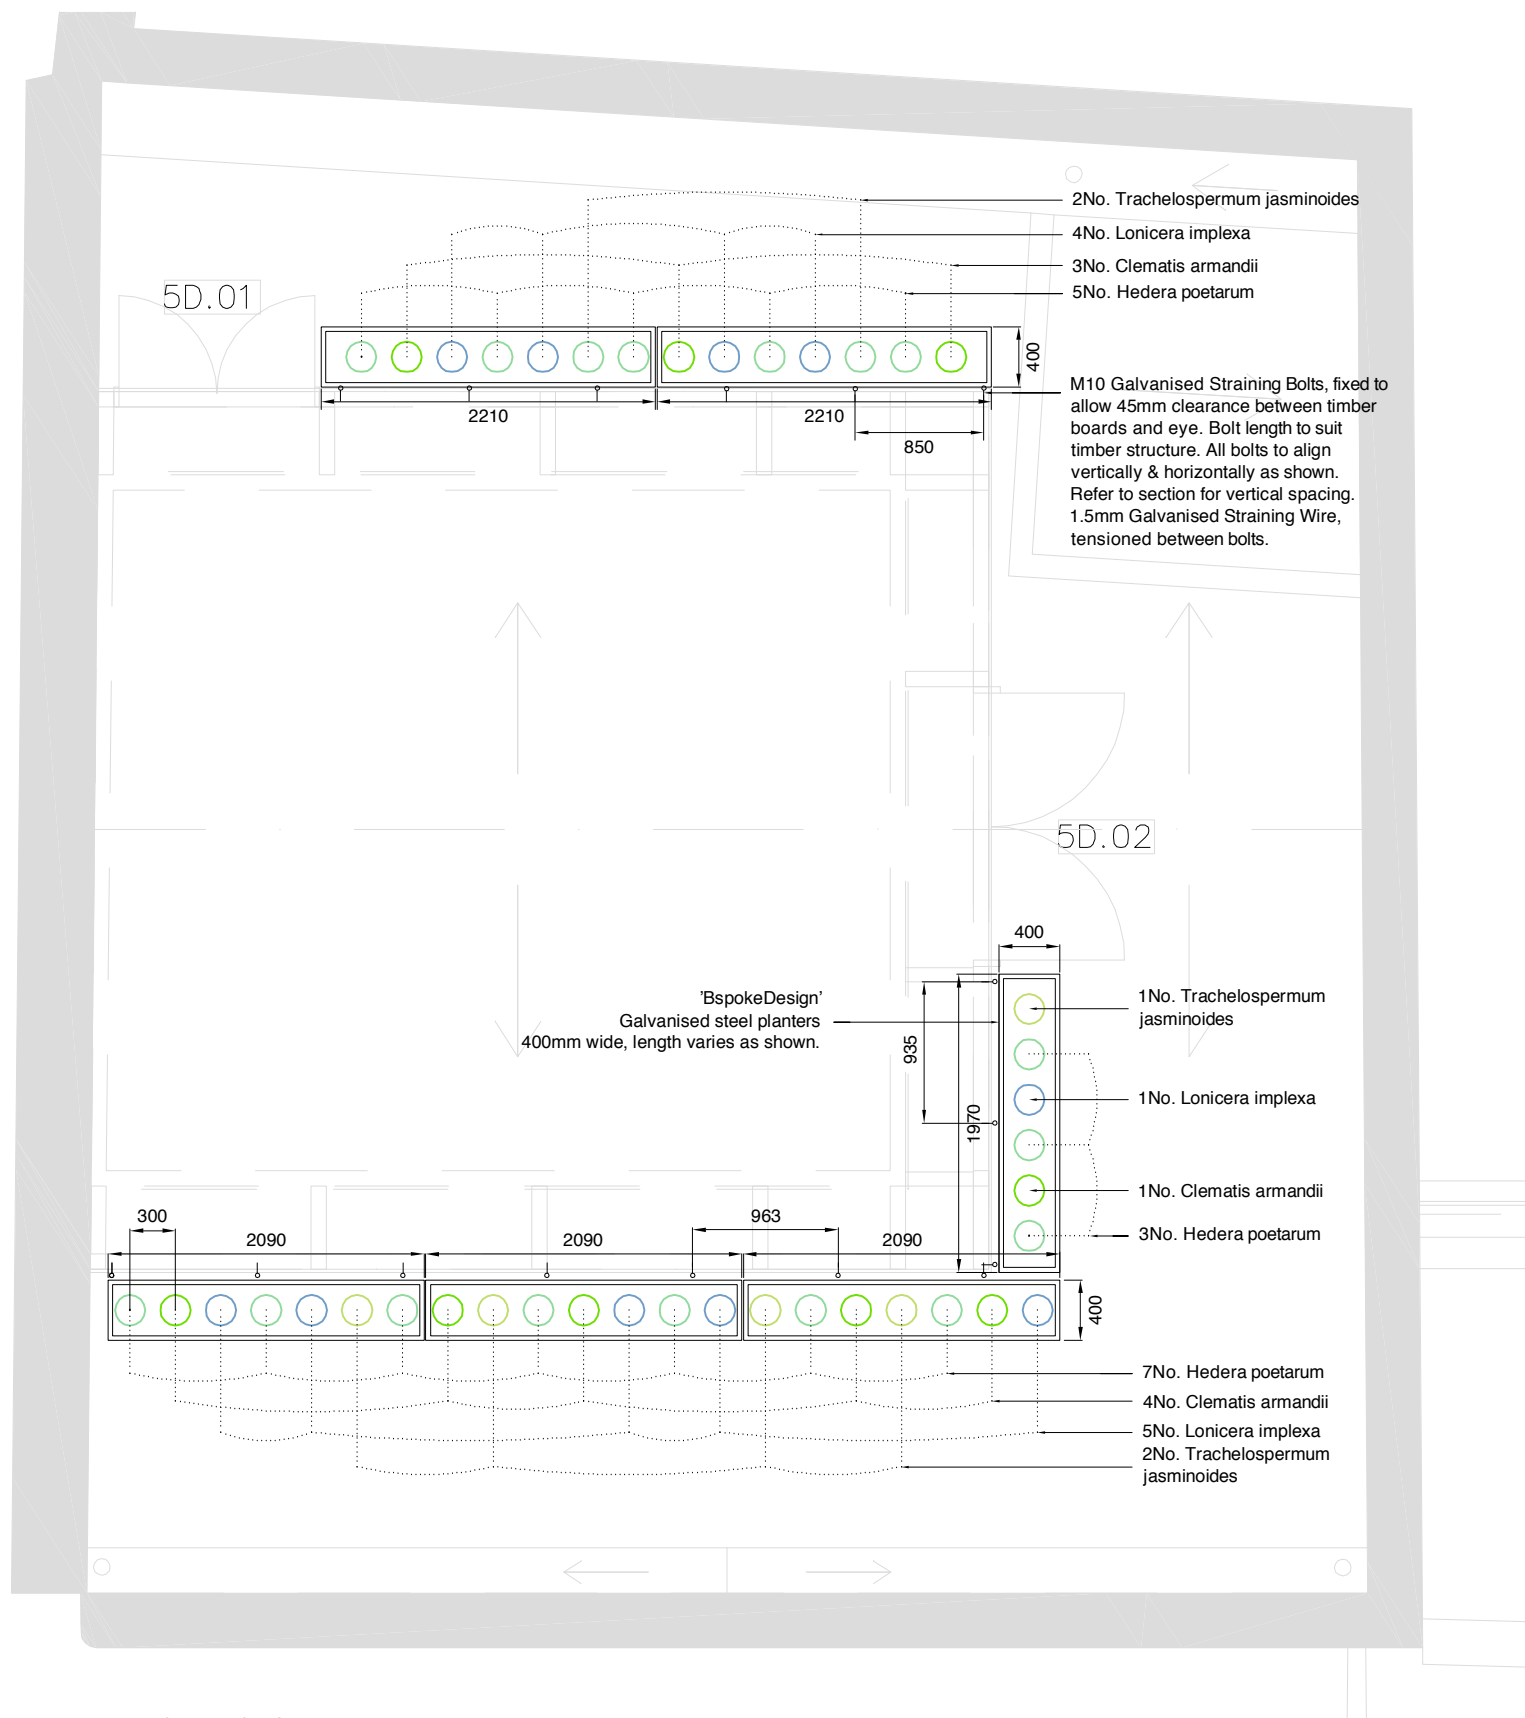 2No. Trachelospermum jasminoides
4No. Lonicera implexa
3No. Clematis armandii
5No. Hedera poetarum
5D.01
400
2210
2210
850
M10 Galvanised Straining Bolts, fixed to
allow 45mm clearance between timber
boards and eye. Bolt length to suit
timber structure. All bolts to align
vertically & horizontally as shown.
Refer to section for vertical spacing.
1.5mm Galvanised Straining Wire,
tensioned between bolts.
5D.02
400
'BspokeDesign'
Galvanised steel planters
400mm wide, length varies as shown.
935
1970
1No. Trachelospermum
jasminoides
1No. Lonicera implexa
1No. Clematis armandii
3No. Hedera poetarum
300
963
2090
2090
2090
400
7No. Hedera poetarum
4No. Clematis armandii
5No. Lonicera implexa
2No. Trachelospermum
jasminoides